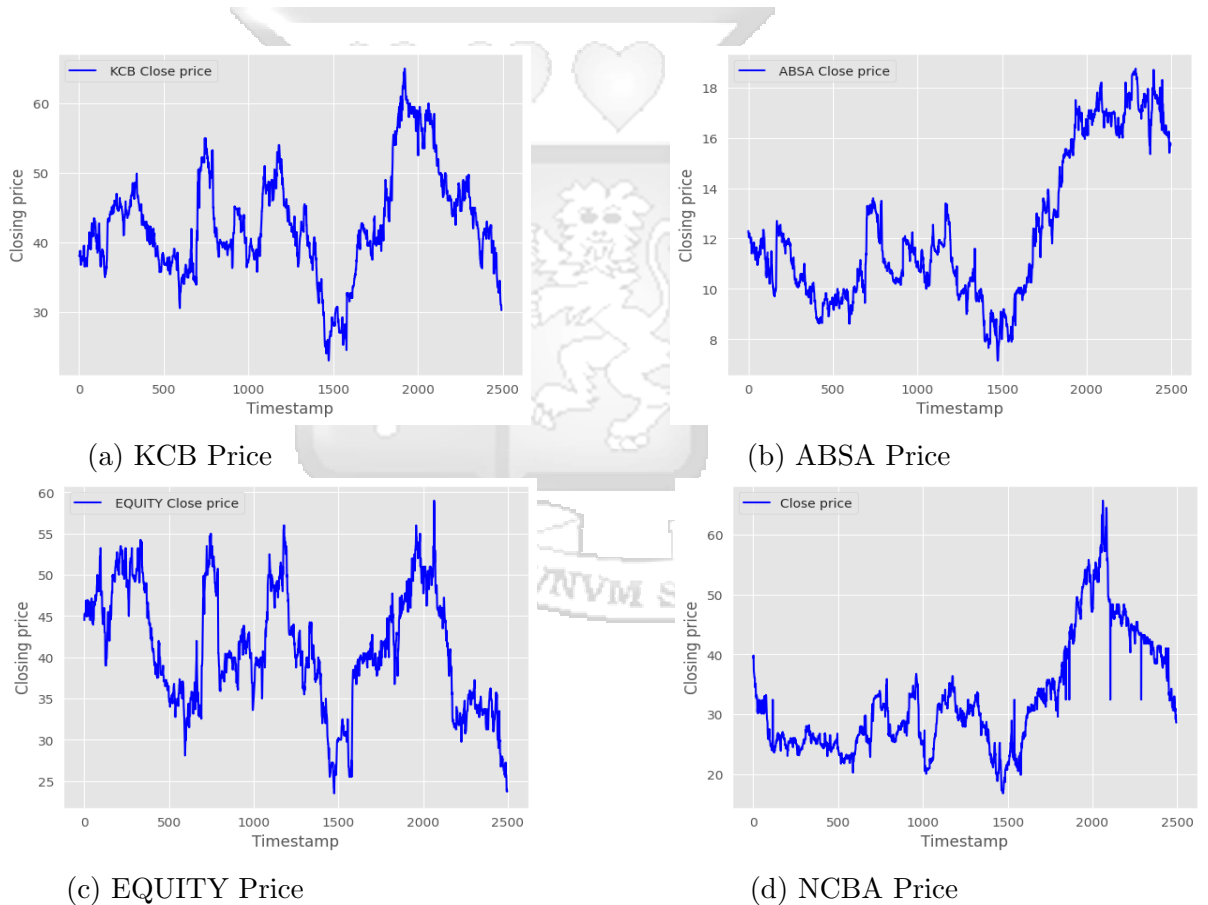 KCB Close price
Closing price
60
50
40
30
0 500 1000 1500 2000 2500
Timestamp
(a) KCB Price
ABSA Close price
Closing price
18
16
14
12
10
8
0 500 1000 1500 2000 2500
Timestamp
(b) ABSA Price
EQUITY Close price
Closing price
60
55
50
45
40
35
30
25
0 500 1000 1500 2000 2500
Timestamp
(c) EQUITY Price
Close price
Closing price
60
50
40
30
20
0 500 1000 1500 2000 2500
Timestamp
(d) NCBA Price